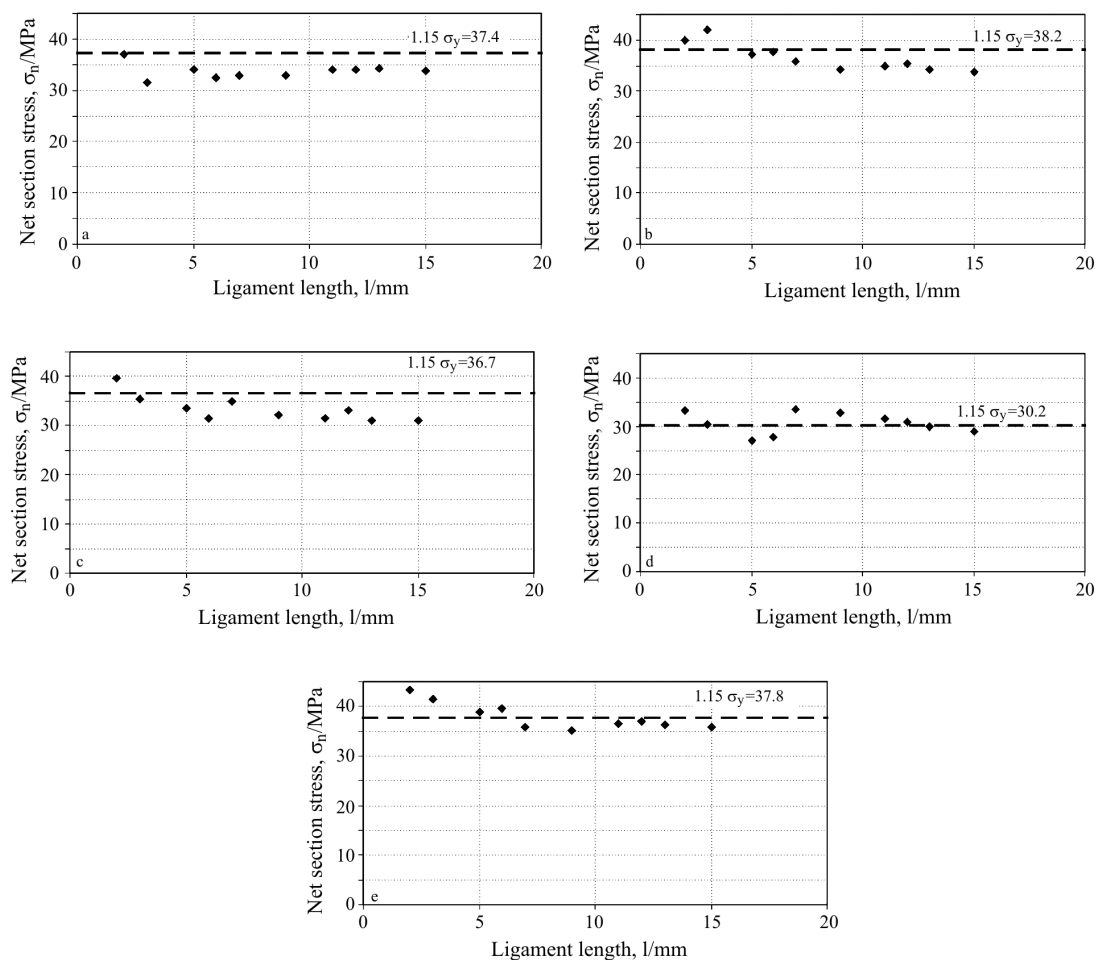 Net section stress, σn/MPa
40
30
20
10
0
1.15 σy=37.4
a
0 5 10 15 20
Ligament length, l/mm
Net section stress, σn/MPa
40
30
20
10
0
1.15 σy=38.2
b
0 5 10 15 20
Ligament length, l/mm
Net section stress, σn/MPa
40
30
20
10
0
1.15 σy=36.7
c
0 5 10 15 20
Ligament length, l/mm
Net section stress, σn/MPa
40
30
20
10
0
1.15 σy=30.2
d
0 5 10 15 20
Ligament length, l/mm
Net section stress, σn/MPa
40
30
20
10
0
1.15 σy=37.8
e
0 5 10 15 20
Ligament length, l/mm